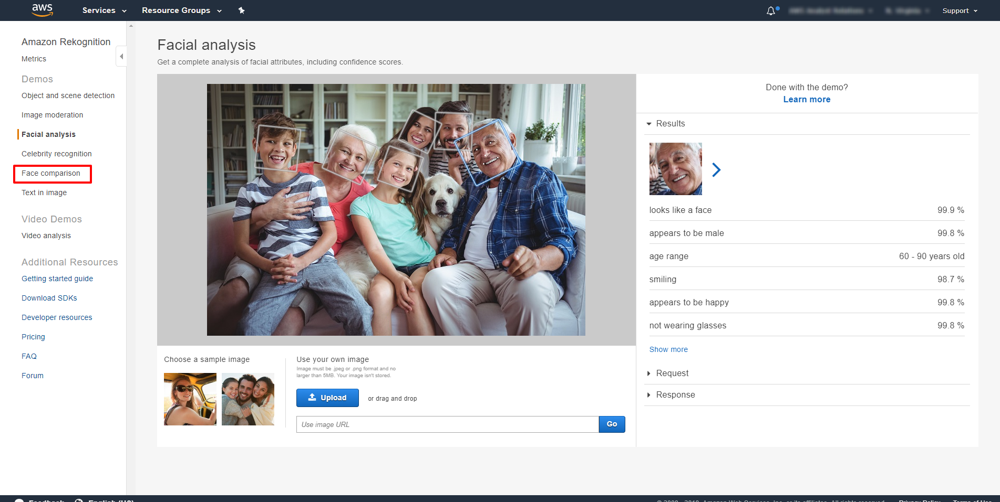 aws
Services
Resource Groups
Support
Amazon Rekognition
Metrics
Demos
Object and scene detection
Image moderation
Facial analysis
Celebrity recognition
Face comparison
Text in image
Video Demos
Video analysis
Additional Resources
Getting started guide
Download SDKs
Developer resources
Pricing
FAQ
Forum
Facial analysis
Get a complete analysis of facial attributes, including confidence scores.
Choose a sample image
Use your own image
Image must be .jpeg or .png format and no
larger than 5MB. Your image isn't stored.
Upload
or drag and drop
Use image URL
Go
Done with the demo?
Learn more
Results
looks like a face 99.9 %
appears to be male 99.8 %
age range 60 - 90 years old
smiling 98.7 %
appears to be happy 99.8 %
not wearing glasses 99.8 %
Show more
Request
Response
Feedback
English (US)
Privacy Policy
Terms of Use